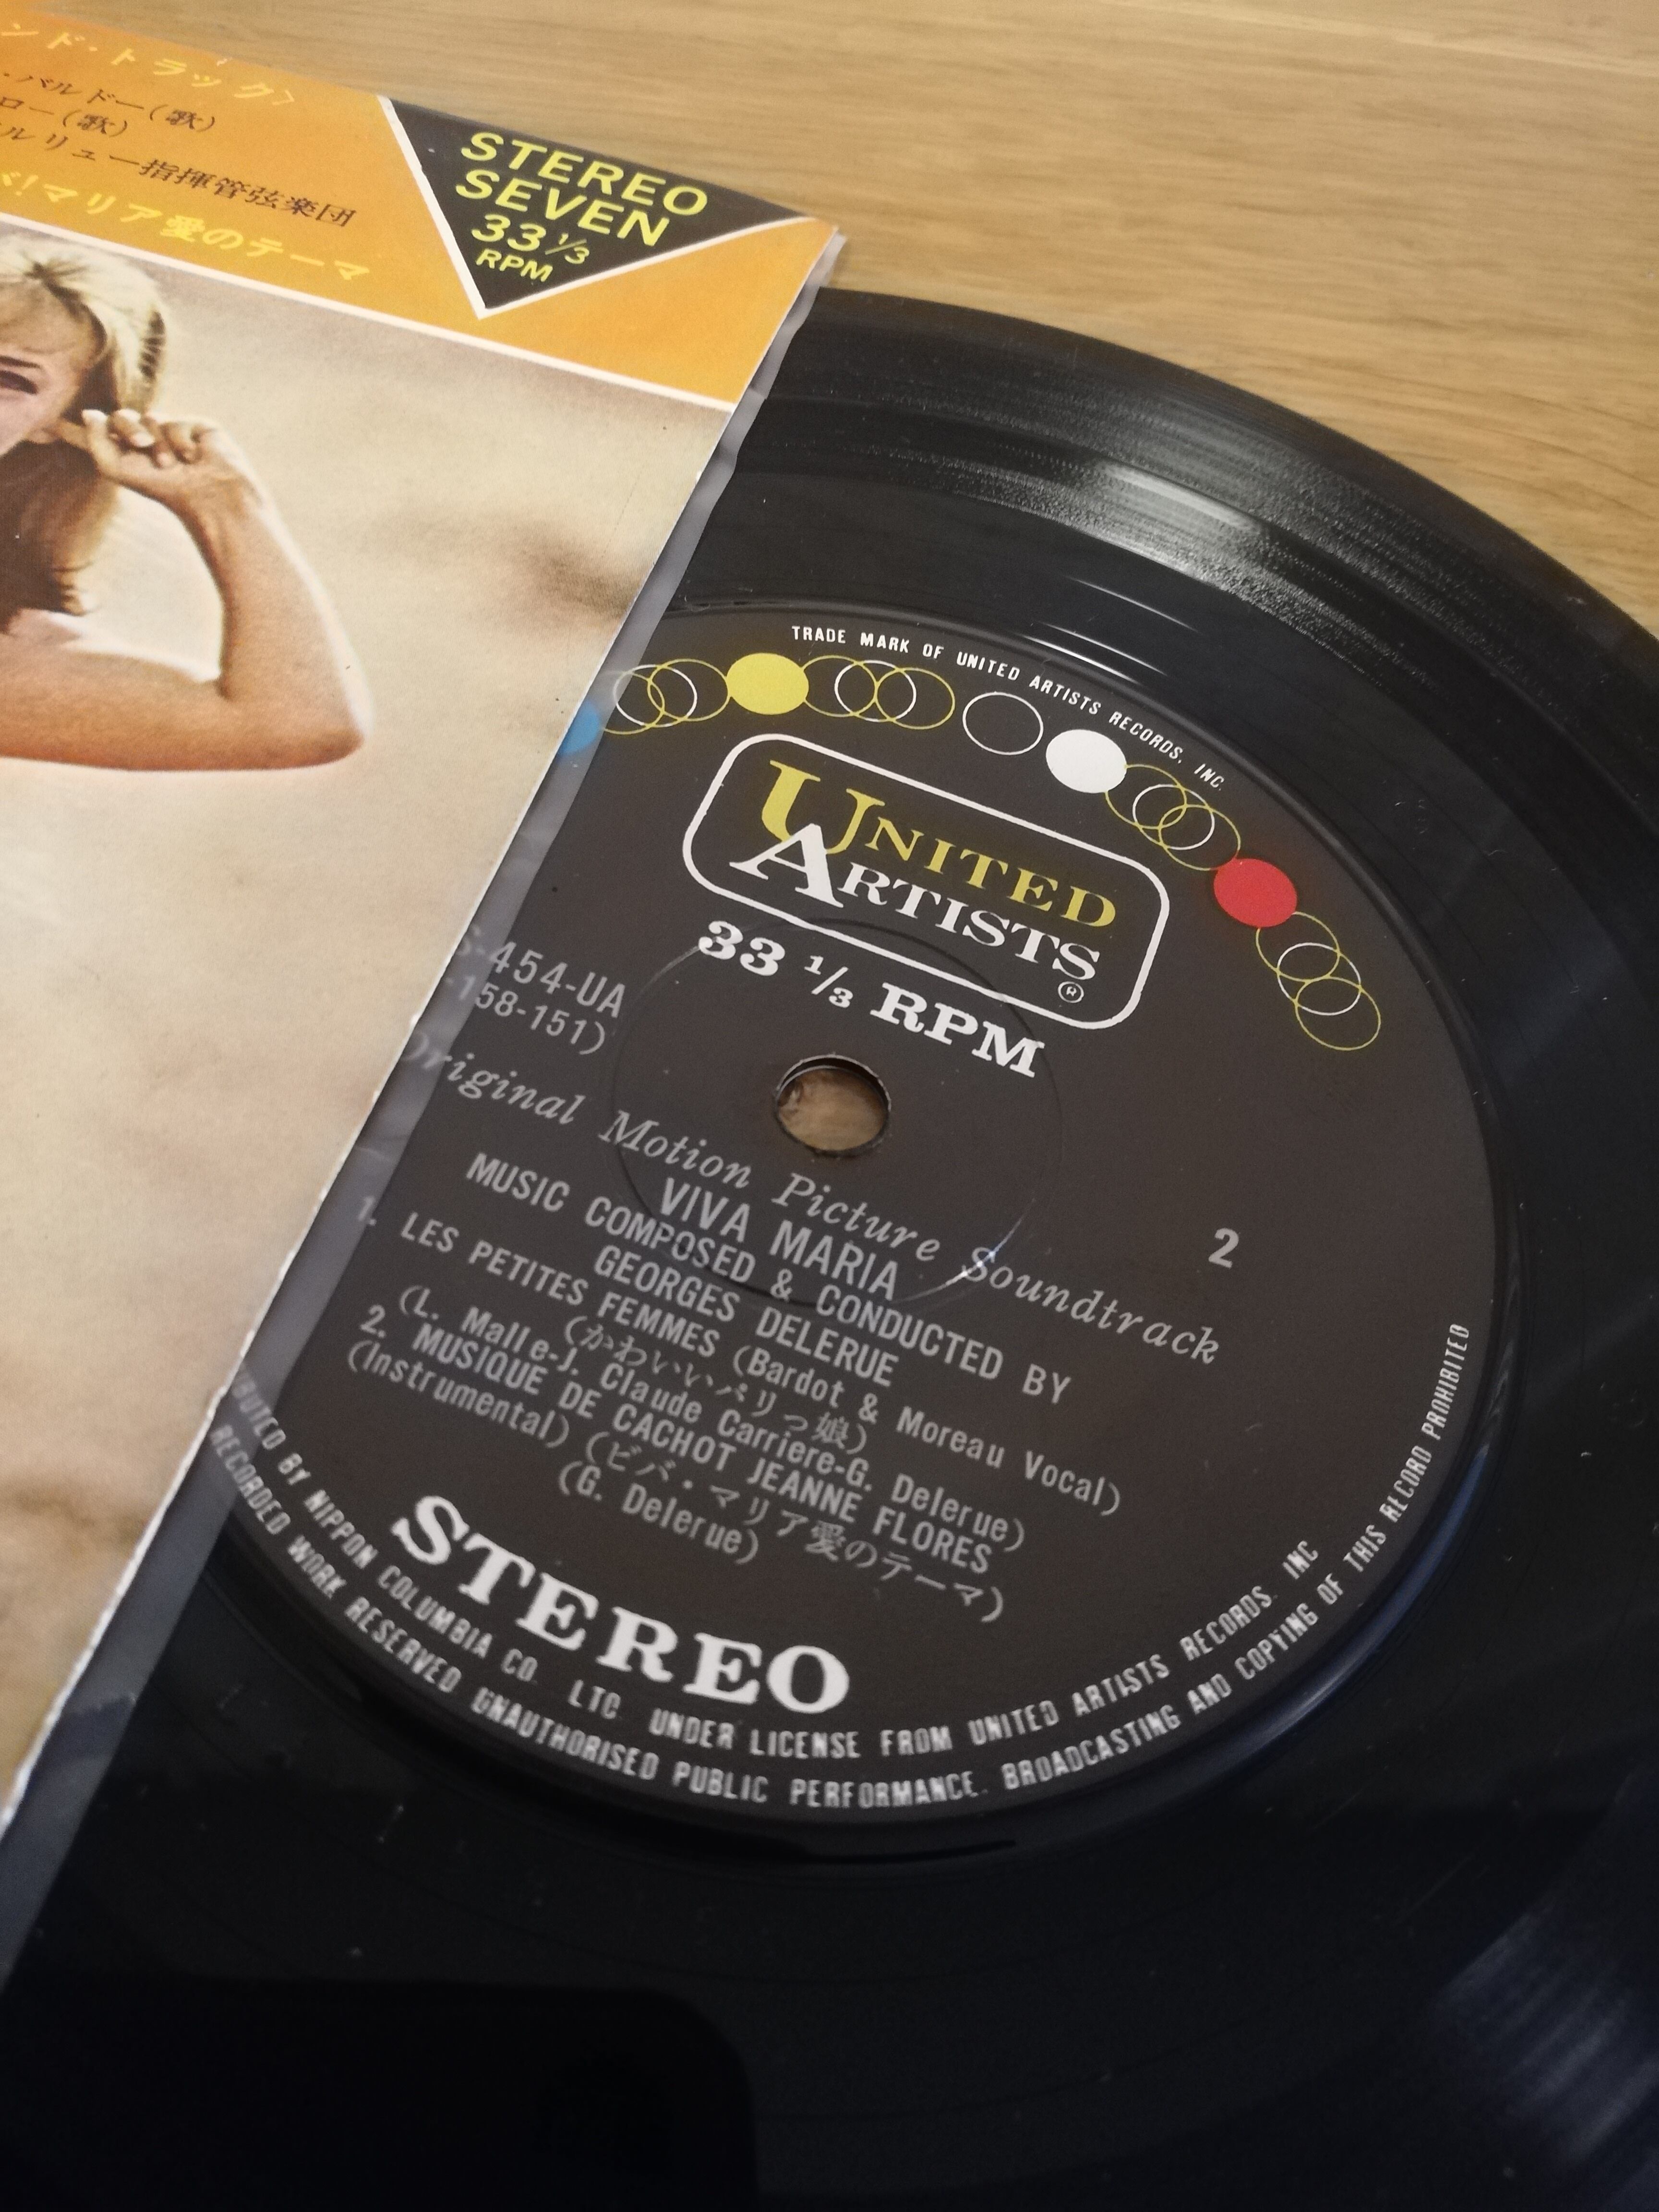 ンド・トラック〉
・バルドー(歌)
ロー(歌)
ルリュー指揮管弦楽団
バ!マリア愛のテーマ
STEREO
SEVEN
33 1/3
RPM
TRADE MARK OF UNITED ARTISTS RECORDS, INC.
UNITED
ARTISTS
®
33 1/3 RPM
S-454-UA
-158-151)
2
Original Motion Picture Soundtrack
VIVA MARIA
MUSIC COMPOSED & CONDUCTED BY
GEORGES DELERUE
1. LES PETITES FEMMES (Bardot & Moreau Vocal)
(かわいいパリっ娘)
(L. Malle-J. Claude Carriere-G. Delerue)
2. MUSIQUE DE CACHOT JEANNE FLORES
(Instrumental) (ビバ・マリア愛のテーマ)
(G. Delerue)
STEREO
BUTED BY NIPPON COLUMBIA CO. LTC. UNDER LICENSE FROM UNITED ARTISTS RECORDS. INC
RECORDED WORK RESERVED UNAUTHORISED PUBLIC PERFORMANCE. BROADCASTING AND COPYING OF THIS RECORD PROHIBITED